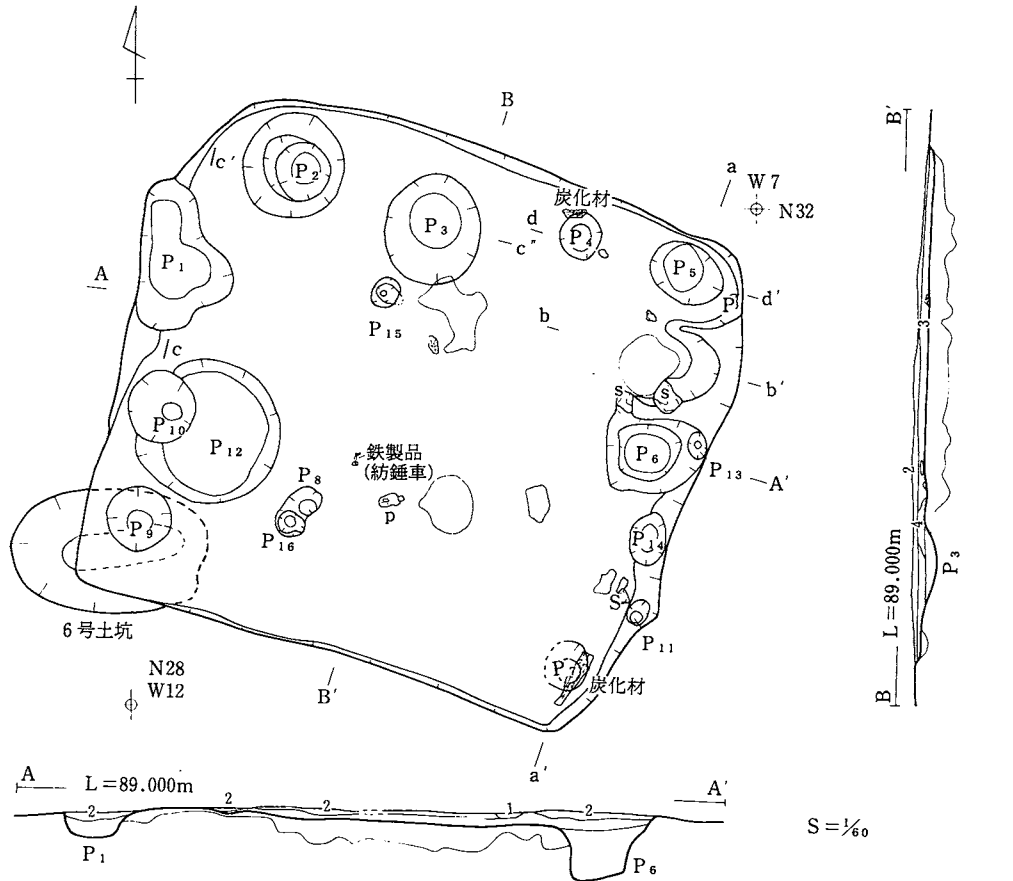 B
B'
c'
P2
a
W7
N32
炭化材
P3
d
P4
c"
P5
P1
A
P
d'
P15
b
3
c
b'
s
s
P10
P12
P6
鉄製品
(紡錘車)
P13
A'
P8
p
2
P9
P16
P14
4
P3
L=89.000m
S
6号土坑
P11
N28
W12
P7
炭化材
B'
B
a'
A
L=89.000m
A'
2
2
2
1
2
P1
P6
S=1/60